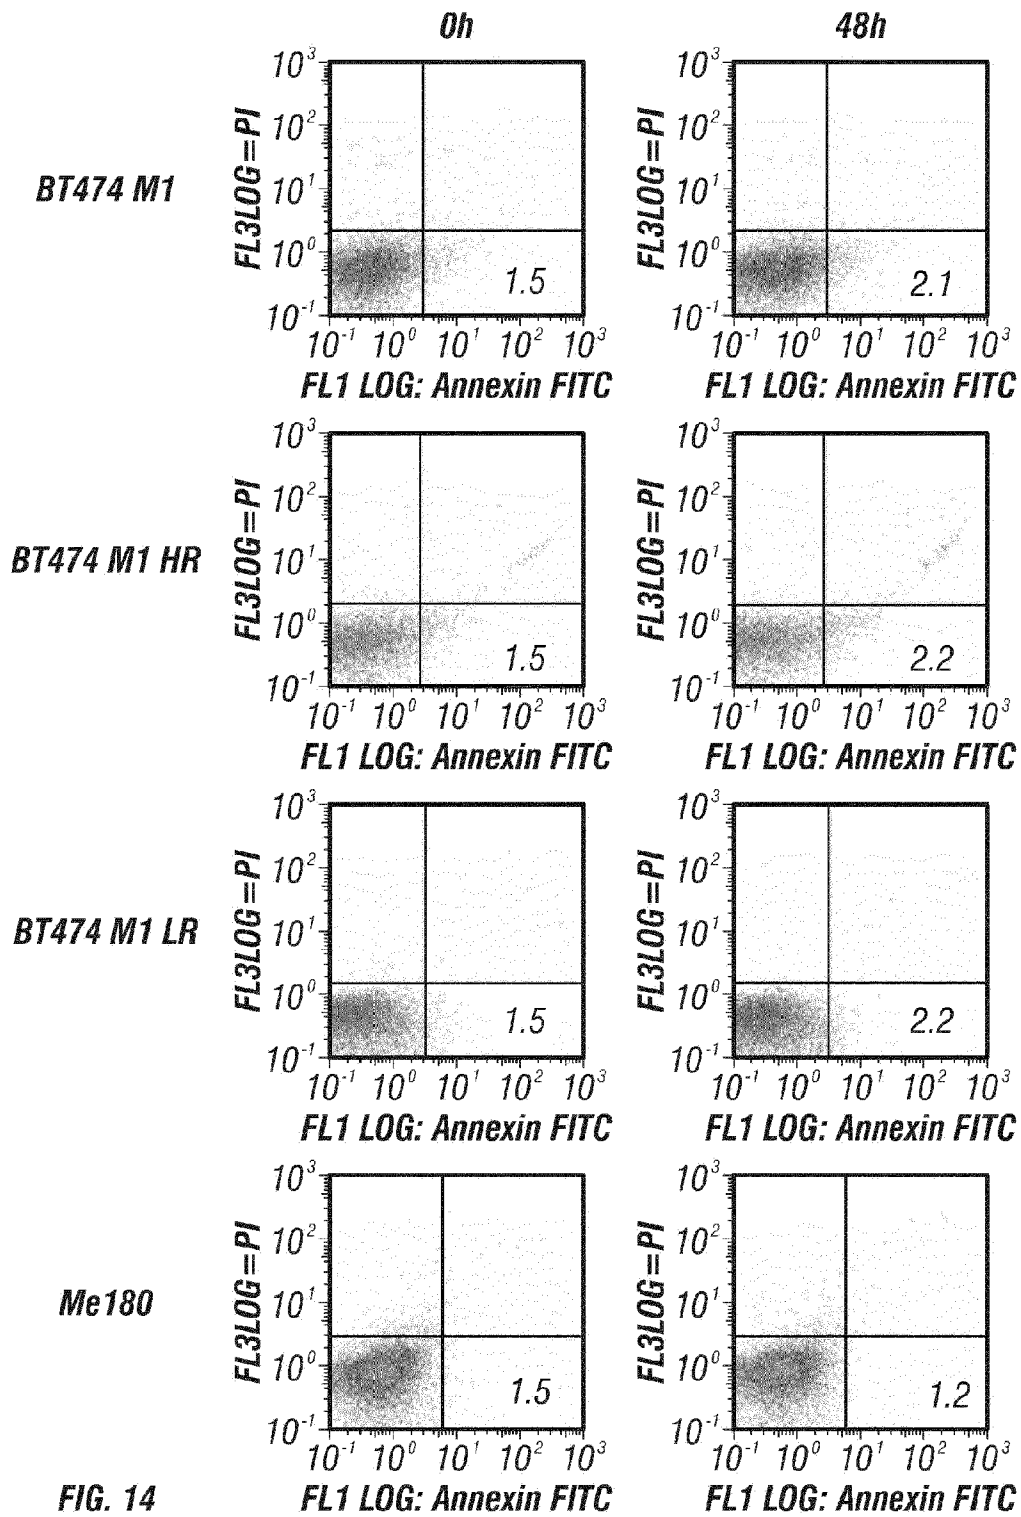 0h 48h
BT474 M1
FL3LOG=PI
10³
10²
10¹
10⁰
10⁻¹
1.5
10⁻¹ 10⁰ 10¹ 10² 10³
FL1 LOG: Annexin FITC
FL3LOG=PI
10³
10²
10¹
10⁰
10⁻¹
2.1
10⁻¹ 10⁰ 10¹ 10² 10³
FL1 LOG: Annexin FITC
BT474 M1 HR
FL3LOG=PI
10³
10²
10¹
10⁰
10⁻¹
1.5
10⁻¹ 10⁰ 10¹ 10² 10³
FL1 LOG: Annexin FITC
FL3LOG=PI
10³
10²
10¹
10⁰
10⁻¹
2.2
10⁻¹ 10⁰ 10¹ 10² 10³
FL1 LOG: Annexin FITC
BT474 M1 LR
FL3LOG=PI
10³
10²
10¹
10⁰
10⁻¹
1.5
10⁻¹ 10⁰ 10¹ 10² 10³
FL1 LOG: Annexin FITC
FL3LOG=PI
10³
10²
10¹
10⁰
10⁻¹
2.2
10⁻¹ 10⁰ 10¹ 10² 10³
FL1 LOG: Annexin FITC
Me180
FL3LOG=PI
10³
10²
10¹
10⁰
10⁻¹
1.5
10⁻¹ 10⁰ 10¹ 10² 10³
FL1 LOG: Annexin FITC
FL3LOG=PI
10³
10²
10¹
10⁰
10⁻¹
1.2
10⁻¹ 10⁰ 10¹ 10² 10³
FL1 LOG: Annexin FITC
FIG. 14